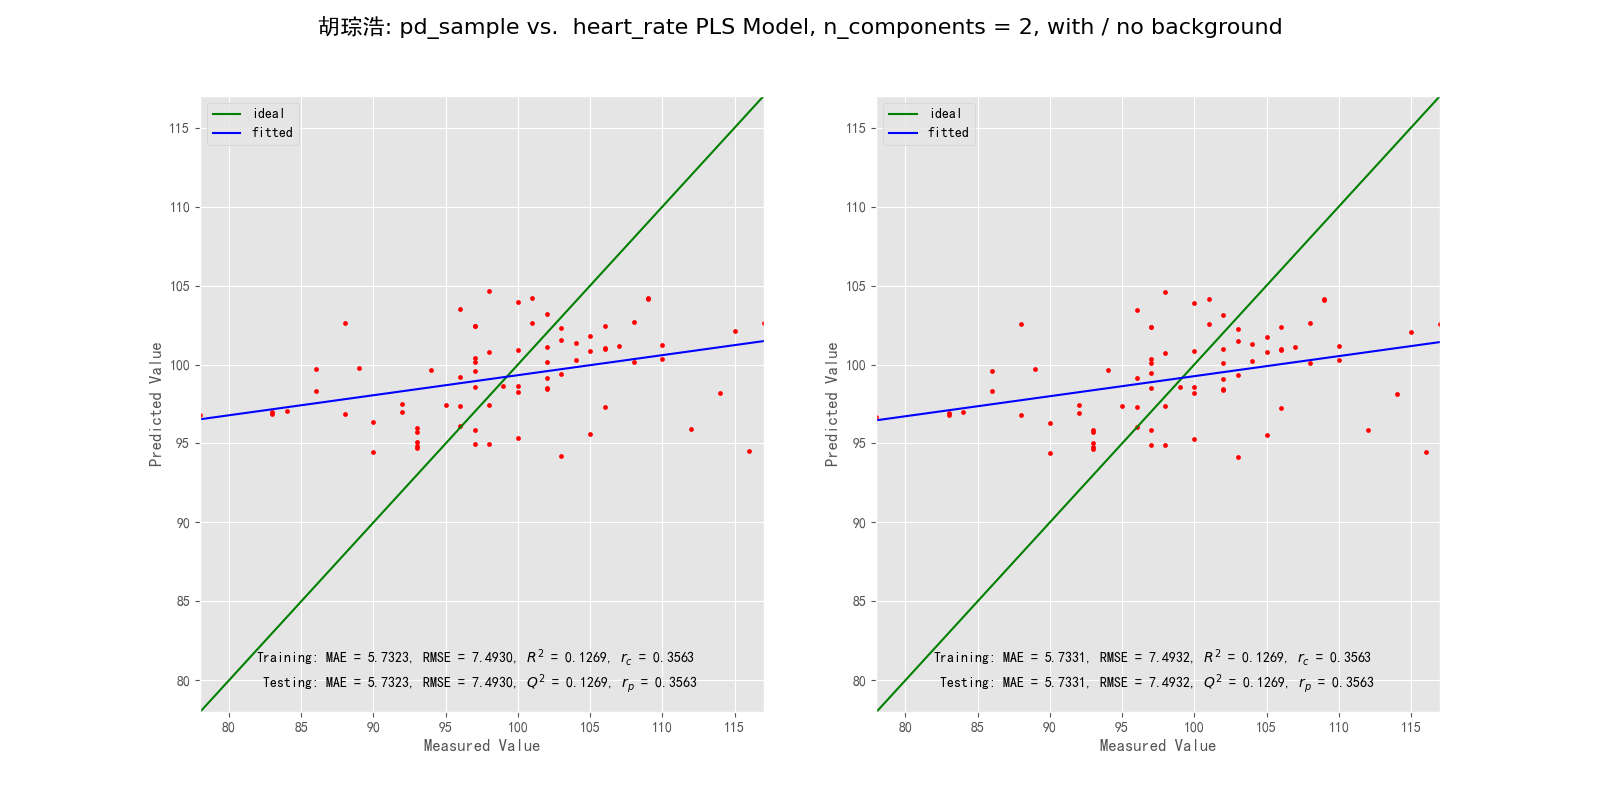 胡琮浩: pd_sample vs.  heart_rate PLS Model, n_components = 2, with / no background
ideal
fitted
115
110
105
100
95
90
85
80
Predicted Value
Training: MAE = 5.7323, RMSE = 7.4930, R² = 0.1269, r_c = 0.3563
Testing: MAE = 5.7323, RMSE = 7.4930, Q² = 0.1269, r_p = 0.3563
80 85 90 95 100 105 110 115
Measured Value
ideal
fitted
115
110
105
100
95
90
85
80
Predicted Value
Training: MAE = 5.7331, RMSE = 7.4932, R² = 0.1269, r_c = 0.3563
Testing: MAE = 5.7331, RMSE = 7.4932, Q² = 0.1269, r_p = 0.3563
80 85 90 95 100 105 110 115
Measured Value